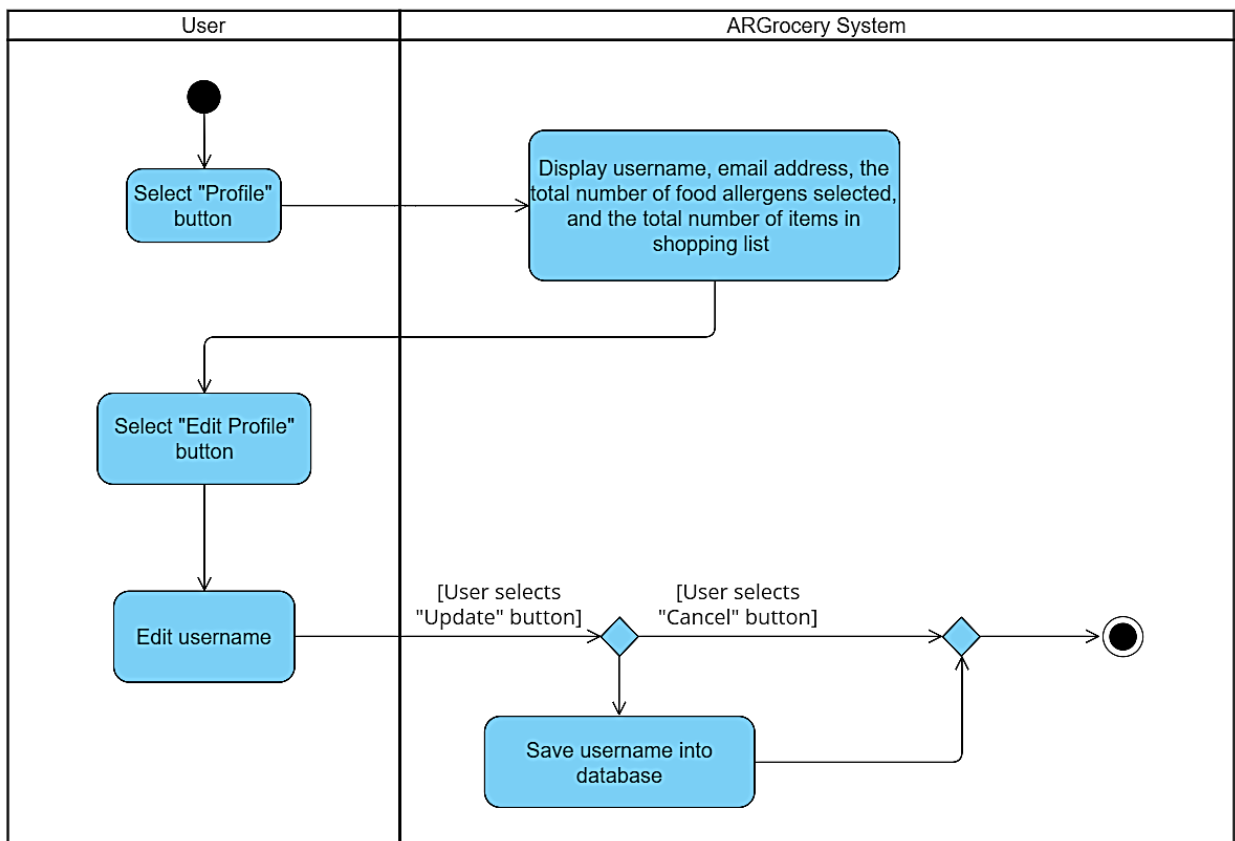 User
ARGrocery System
Select "Profile"
button
Display username, email address, the
total number of food allergens selected,
and the total number of items in
shopping list
Select "Edit Profile"
button
Edit username
[User selects
"Update" button]
[User selects
"Cancel" button]
Save username into
database